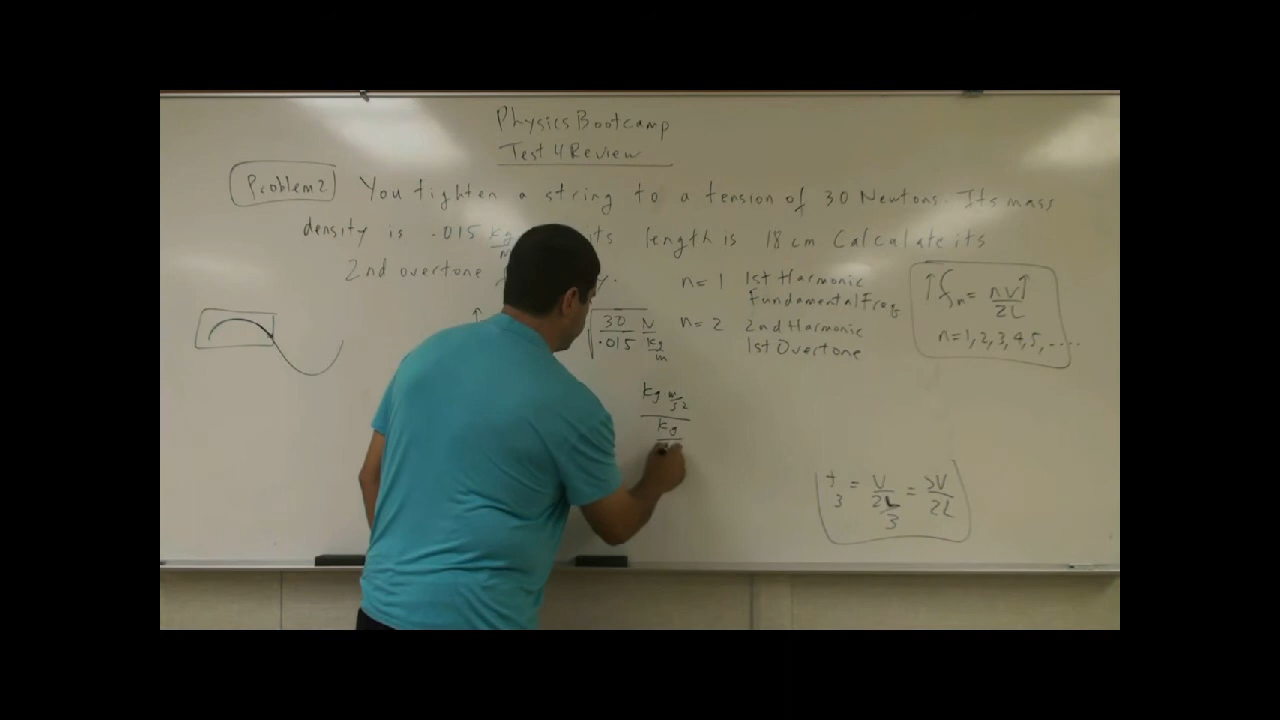 Physics Bootcamp
Test 4 Review
Problem 2 You tighten a string to a tension of 30 Newtons. Its mass
density is .015 kg its length is 18 cm Calculate its
2nd overtone
n=1 1st Harmonic
Fundamental Freq
n=2 2nd Harmonic
1st Overtone
fn = nV/2L
n=1,2,3,4,5,....
√30/.015 N/kg/m
kg m/s2
kg
f3 = V/2L/3 = 3V/2L